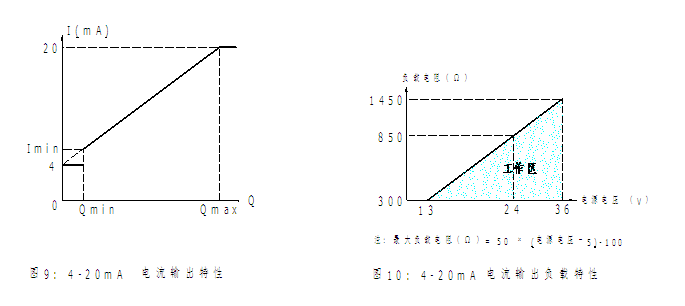 I(mA)
20
Imin
4
0
Qmin
Qmax
Q
图9: 4-20mA 电流输出特性
负载电阻(Ω)
1450
850
工作区
300
13
24
36
电源电压 (v)
注: 最大负载电阻(Ω)= 50 * (电源电压-5)-100
图10: 4-20mA 电流输出负载特性